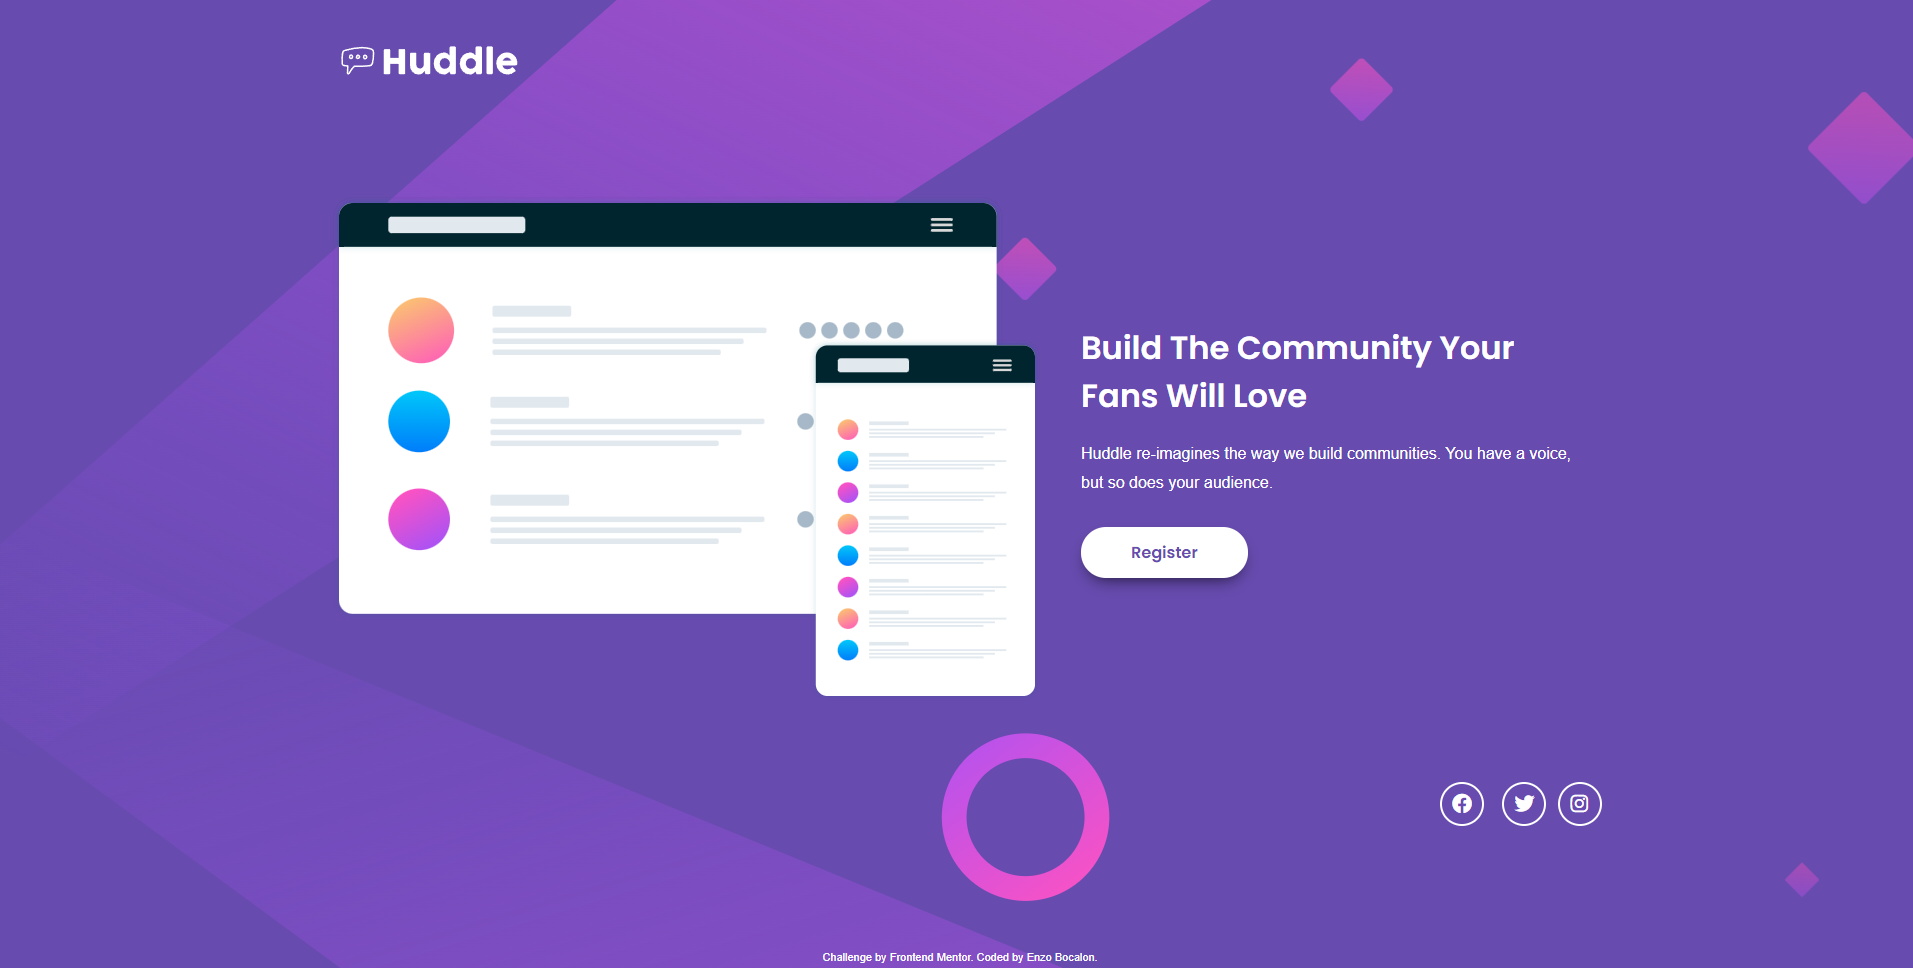 Huddle
Build The Community Your
Fans Will Love
Huddle re-imagines the way we build communities. You have a voice,
but so does your audience.
Register
Challenge by Frontend Mentor. Coded by Enzo Bocalon.